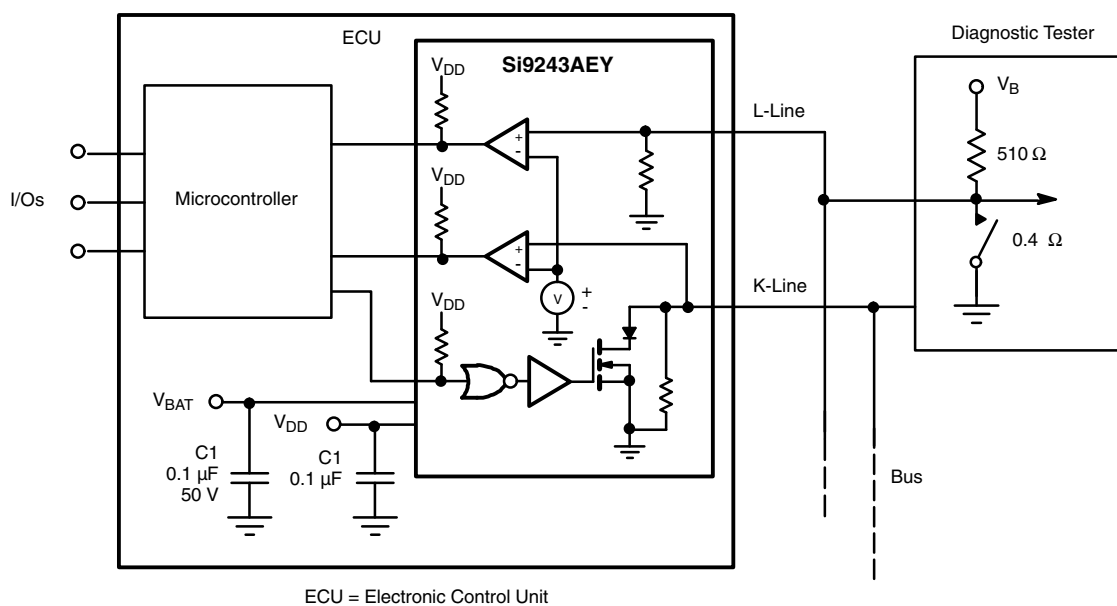 ECU
Si9243AEY
Diagnostic Tester
VDD
VB
L-Line
510 Ω
Microcontroller
VDD
I/Os
0.4 Ω
K-Line
+
-
+
-
V
+
-
VDD
VBAT
VDD
C1
0.1 µF
50 V
C1
0.1 µF
Bus
ECU = Electronic Control Unit